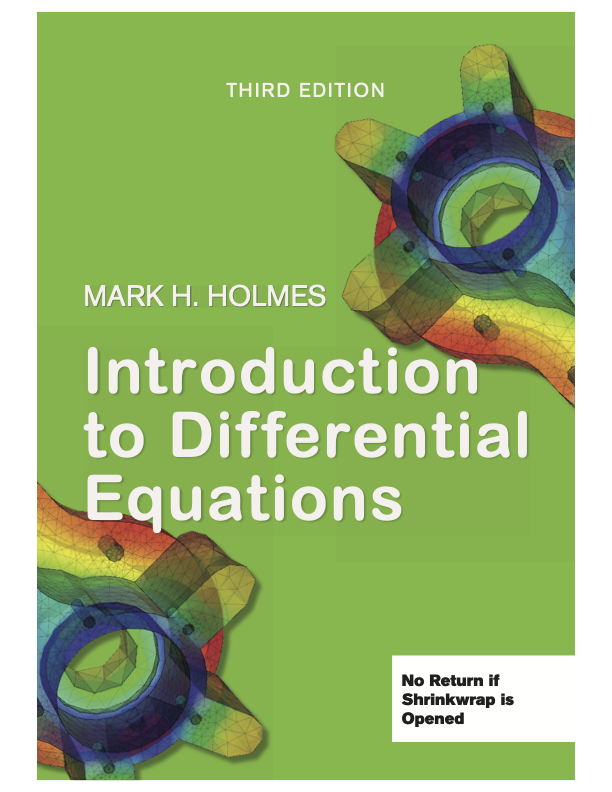 THIRD EDITION
MARK H. HOLMES
Introduction
to Differential
Equations
No Return if
Shrinkwrap is
Opened